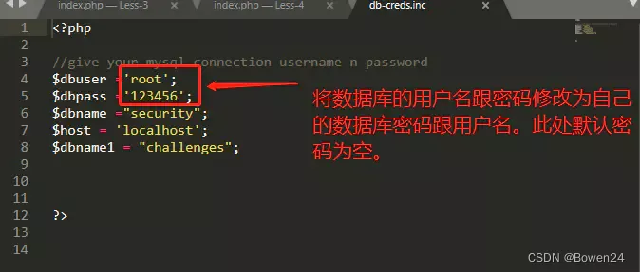 index.php — Less-3
index.php — Less-4
db-creds.inc
1 <?php
2
3 //give your mysql connection username n password
4 $dbuser ='root';
5 $dbpass ='123456';
6 $dbname ="security";
7 $host = 'localhost';
8 $dbname1 = "challenges";
9
10
11
12 ?>
13
14
将数据库的用户名跟密码修改为自己
的数据库密码跟用户名。此处默认密
码为空。
CSDN @Bowen24